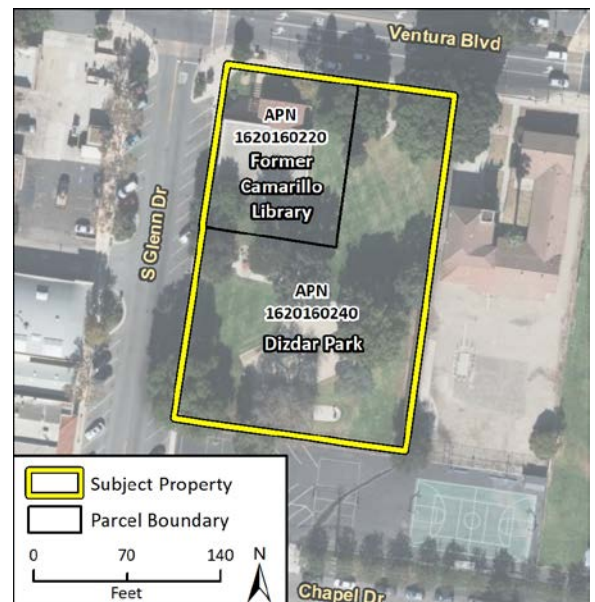 Ventura Blvd
APN
1620160220
Former
Camarillo
Library
S Glenn Dr
APN
1620160240
Dizdar Park
Subject Property
Parcel Boundary
0 70 140
Feet
N
Chapel Dr